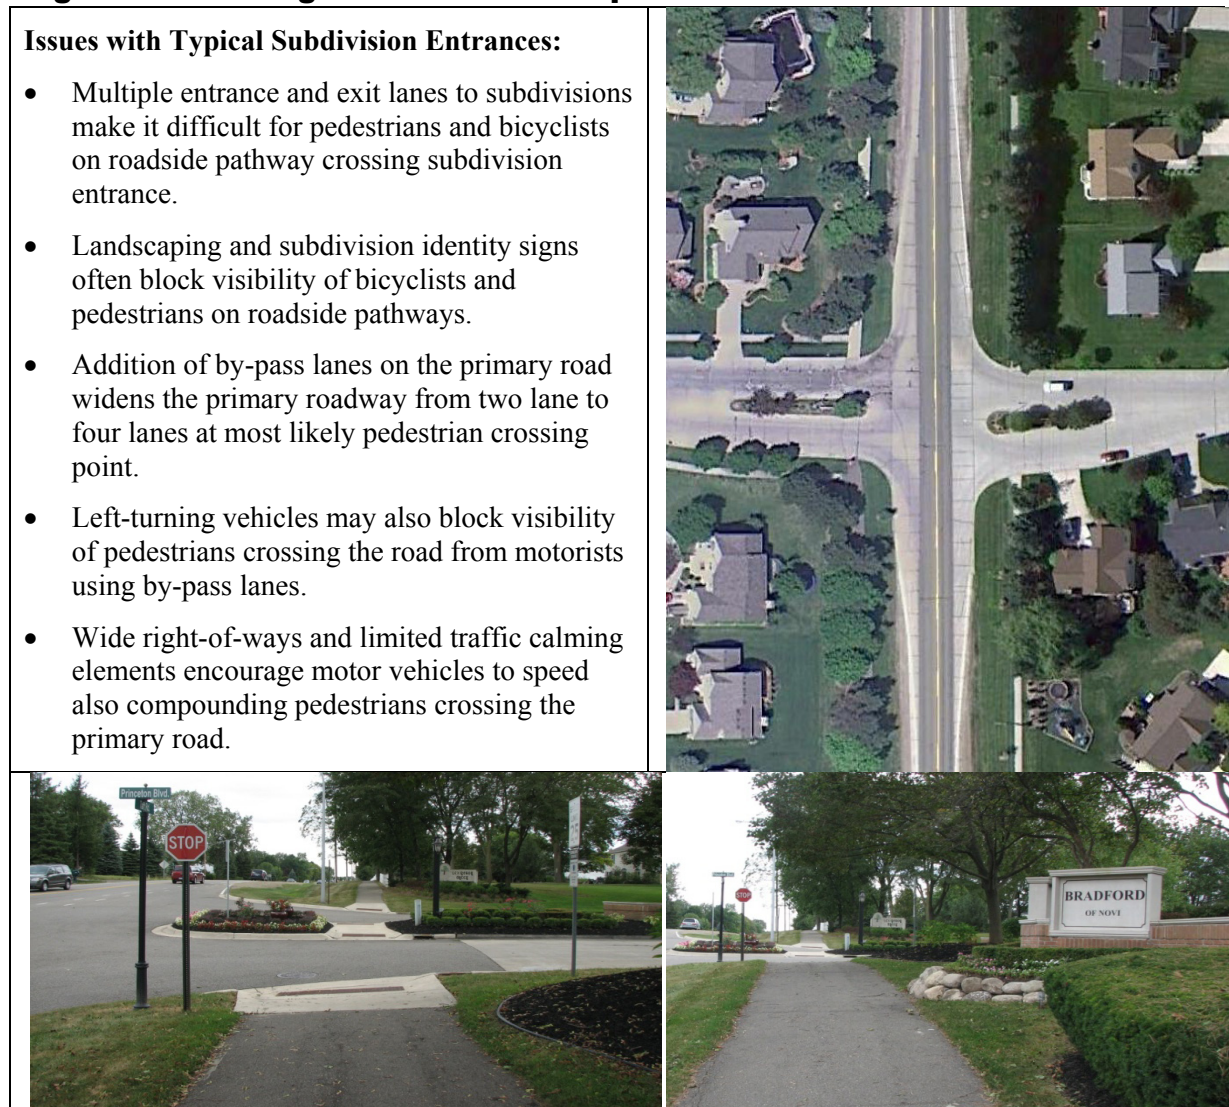 Issues with Typical Subdivision Entrances:
• Multiple entrance and exit lanes to subdivisions
make it difficult for pedestrians and bicyclists
on roadside pathway crossing subdivision
entrance.
• Landscaping and subdivision identity signs
often block visibility of bicyclists and
pedestrians on roadside pathways.
• Addition of by-pass lanes on the primary road
widens the primary roadway from two lane to
four lanes at most likely pedestrian crossing
point.
• Left-turning vehicles may also block visibility
of pedestrians crossing the road from motorists
using by-pass lanes.
• Wide right-of-ways and limited traffic calming
elements encourage motor vehicles to speed
also compounding pedestrians crossing the
primary road.
Princeton Blvd.
STOP
STOP
BRADFORD
OF NOVI